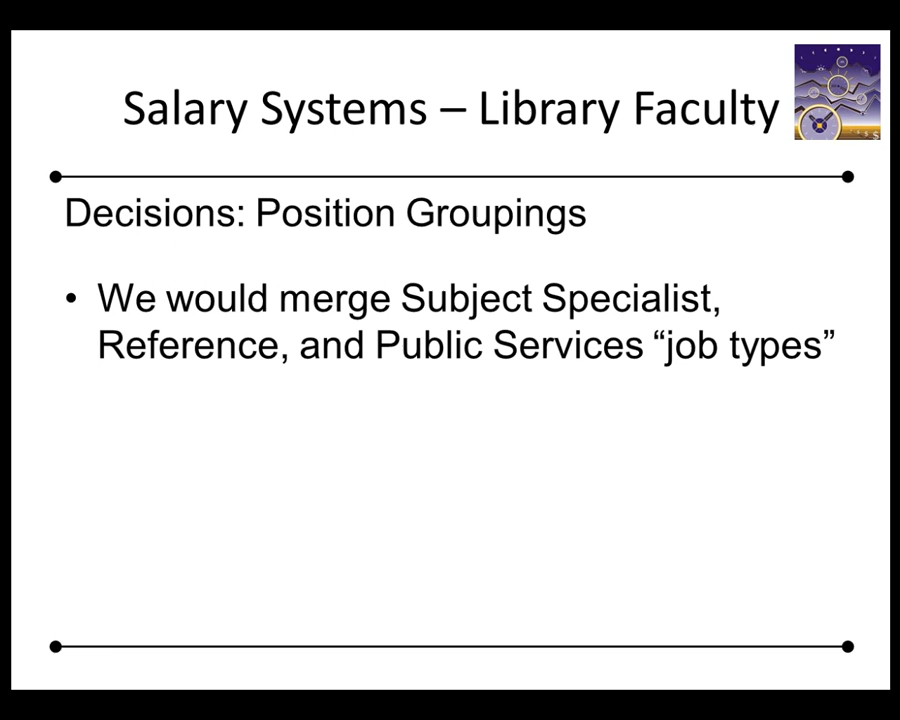 Salary Systems – Library Faculty
Decisions: Position Groupings
• We would merge Subject Specialist,
Reference, and Public Services “job types”